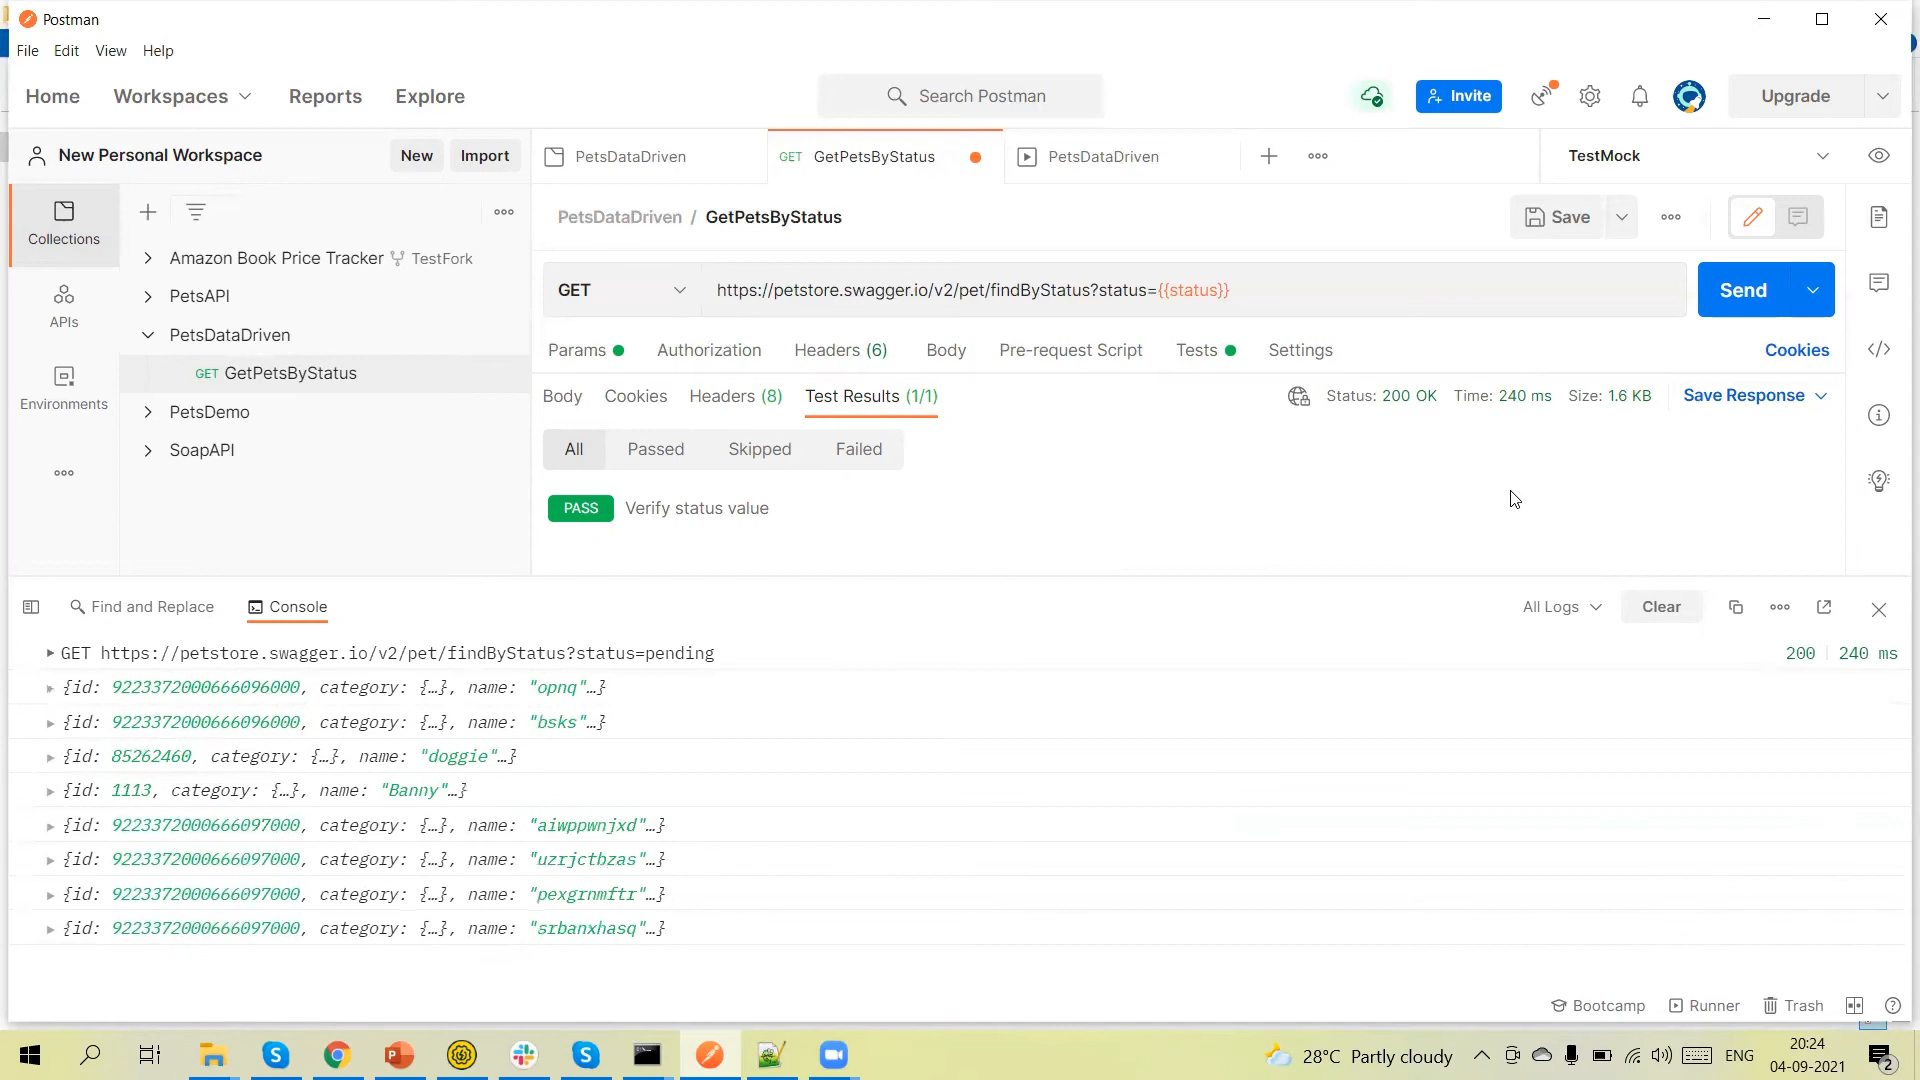 Postman
File Edit View Help
Home Workspaces Reports Explore
Search Postman
Invite
Upgrade
New Personal Workspace
New
Import
PetsDataDriven
GET GetPetsByStatus
PetsDataDriven
TestMock
Collections
APIs
Environments
Amazon Book Price Tracker TestFork
PetsAPI
PetsDataDriven
GET GetPetsByStatus
PetsDemo
SoapAPI
PetsDataDriven / GetPetsByStatus
Save
GET
https://petstore.swagger.io/v2/pet/findByStatus?status={{status}}
Send
Params Authorization Headers (6) Body Pre-request Script Tests Settings
Cookies
Body Cookies Headers (8) Test Results (1/1)
Status: 200 OK Time: 240 ms Size: 1.6 KB
Save Response
All Passed Skipped Failed
PASS Verify status value
Find and Replace
Console
All Logs
Clear
GET https://petstore.swagger.io/v2/pet/findByStatus?status=pending
200 240 ms
{id: 9223372000666096000, category: {…}, name: "opnq"…}
{id: 9223372000666096000, category: {…}, name: "bsks"…}
{id: 85262460, category: {…}, name: "doggie"…}
{id: 1113, category: {…}, name: "Banny"…}
{id: 9223372000666097000, category: {…}, name: "aiwppwnjxd"…}
{id: 9223372000666097000, category: {…}, name: "uzrjctbzas"…}
{id: 9223372000666097000, category: {…}, name: "pexgrnmftr"…}
{id: 9223372000666097000, category: {…}, name: "srbanxhasq"…}
Bootcamp
Runner
Trash
28°C Partly cloudy
ENG
20:24
04-09-2021
2